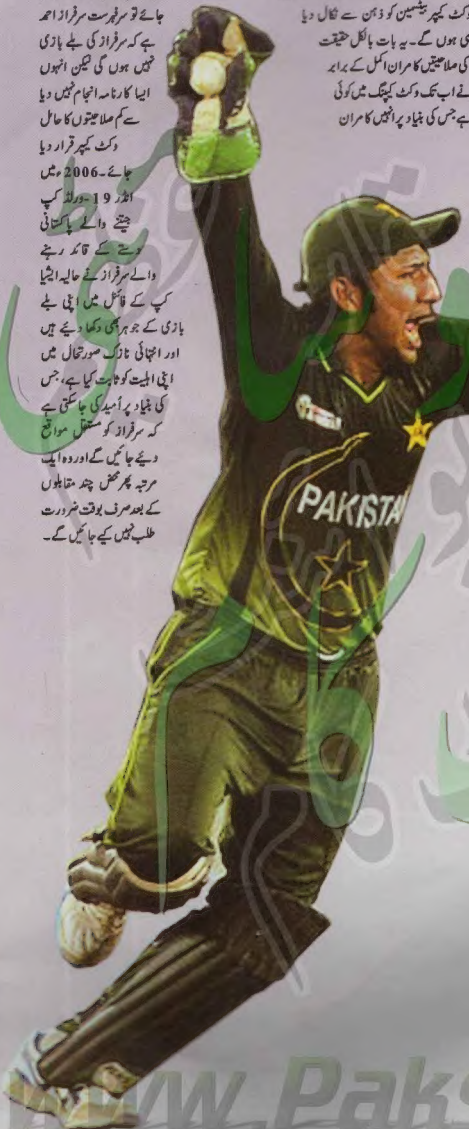 وکٹ کیپر بیٹسمین کو ذہن سے نکال دیا
جائے تو سرفہرست سرفراز احمد
ہی ہوں گے۔ یہ بات بالکل حقیقت
ہے کہ سرفراز کی بلے بازی
کی صلاحیتیں کامران اکمل کے برابر
نہیں ہوں گی لیکن انہوں
نے اب تک وکٹ کیپنگ میں کوئی
ایسا کارنامہ انجام نہیں دیا
ہے جس کی بنیاد پر انہیں کامران
سے کم صلاحیتوں کا حامل
وکٹ کیپر قرار دیا
جائے۔ 2006ء میں
انڈر 19-ورلڈ کپ
جیتنے والے پاکستانی
دستے کے قائد رہنے
والے سرفراز نے حالیہ ایشیا
کپ کے فائنل میں اپنی بلے
بازی کے جوہر بھی دکھا دیئے ہیں
اور انتہائی نازک صورتحال میں
اپنی اہلیت کو ثابت کیا ہے، جس
کی بنیاد پر اُمید کی جا سکتی ہے
کہ سرفراز کو مستقل مواقع
دیئے جائیں گے اور وہ ایک
مرتبہ پھر محض چند مقابلوں
کے بعد صرف بوقت ضرورت
طلب نہیں کیے جائیں گے۔
PAKISTA
www.Paks